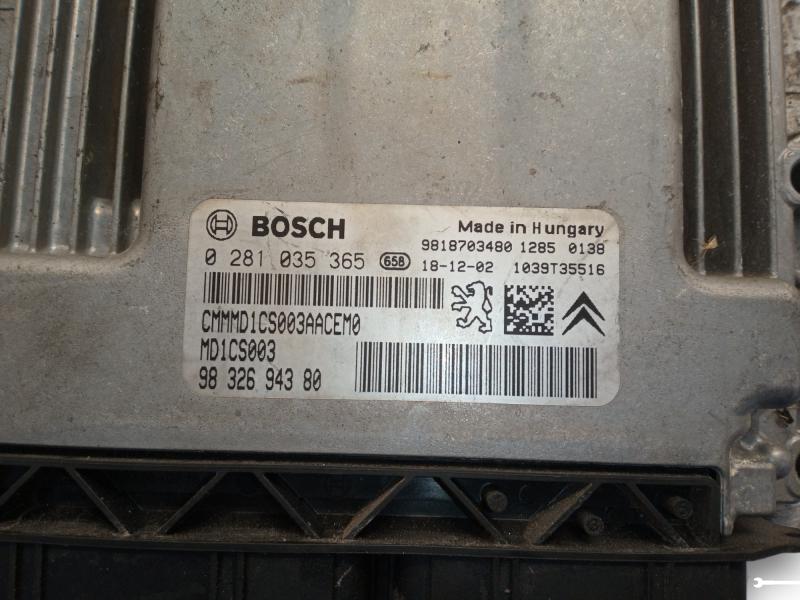 BOSCH
Made in Hungary
9818703480 1285 0138
0 281 035 365 658
18-12-02 1039T35516
CMMMD1CS003AACEM0
MD1CS003
98 326 943 80